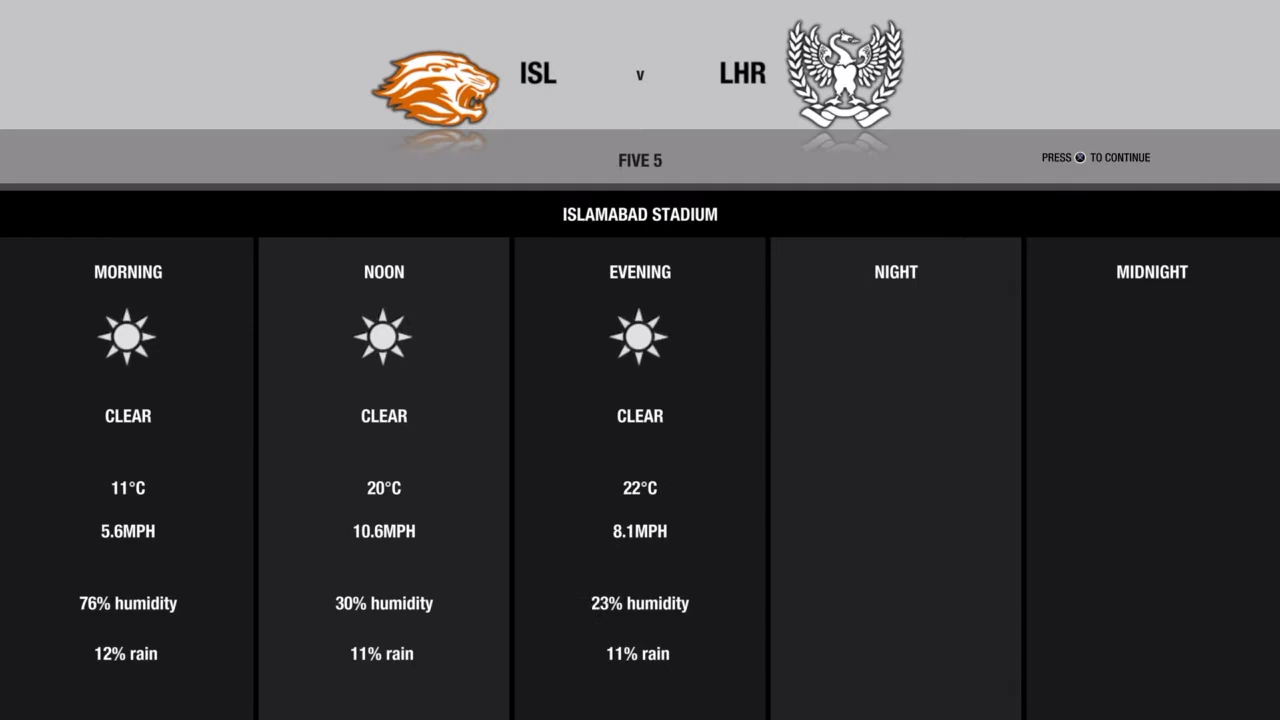 ISL v LHR
FIVE 5
PRESS ⓧ TO CONTINUE
ISLAMABAD STADIUM
MORNING
CLEAR
11°C
5.6MPH
76% humidity
12% rain
NOON
CLEAR
20°C
10.6MPH
30% humidity
11% rain
EVENING
CLEAR
22°C
8.1MPH
23% humidity
11% rain
NIGHT
MIDNIGHT